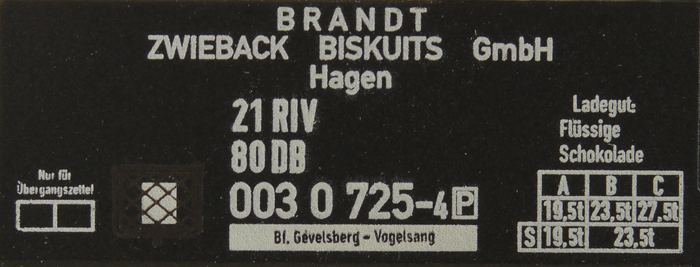 BRANDT
ZWIEBACK BISKUITS GmbH
Hagen
21 RIV
80 DB
003 0 725-4 P
Bf. Gevelsberg - Vogelsang
Nur für
Übergangszettel
Ladegut:
Flüssige
Schokolade
A B C
19,5t 23,5t 27,5t
S 19,5t 23,5t